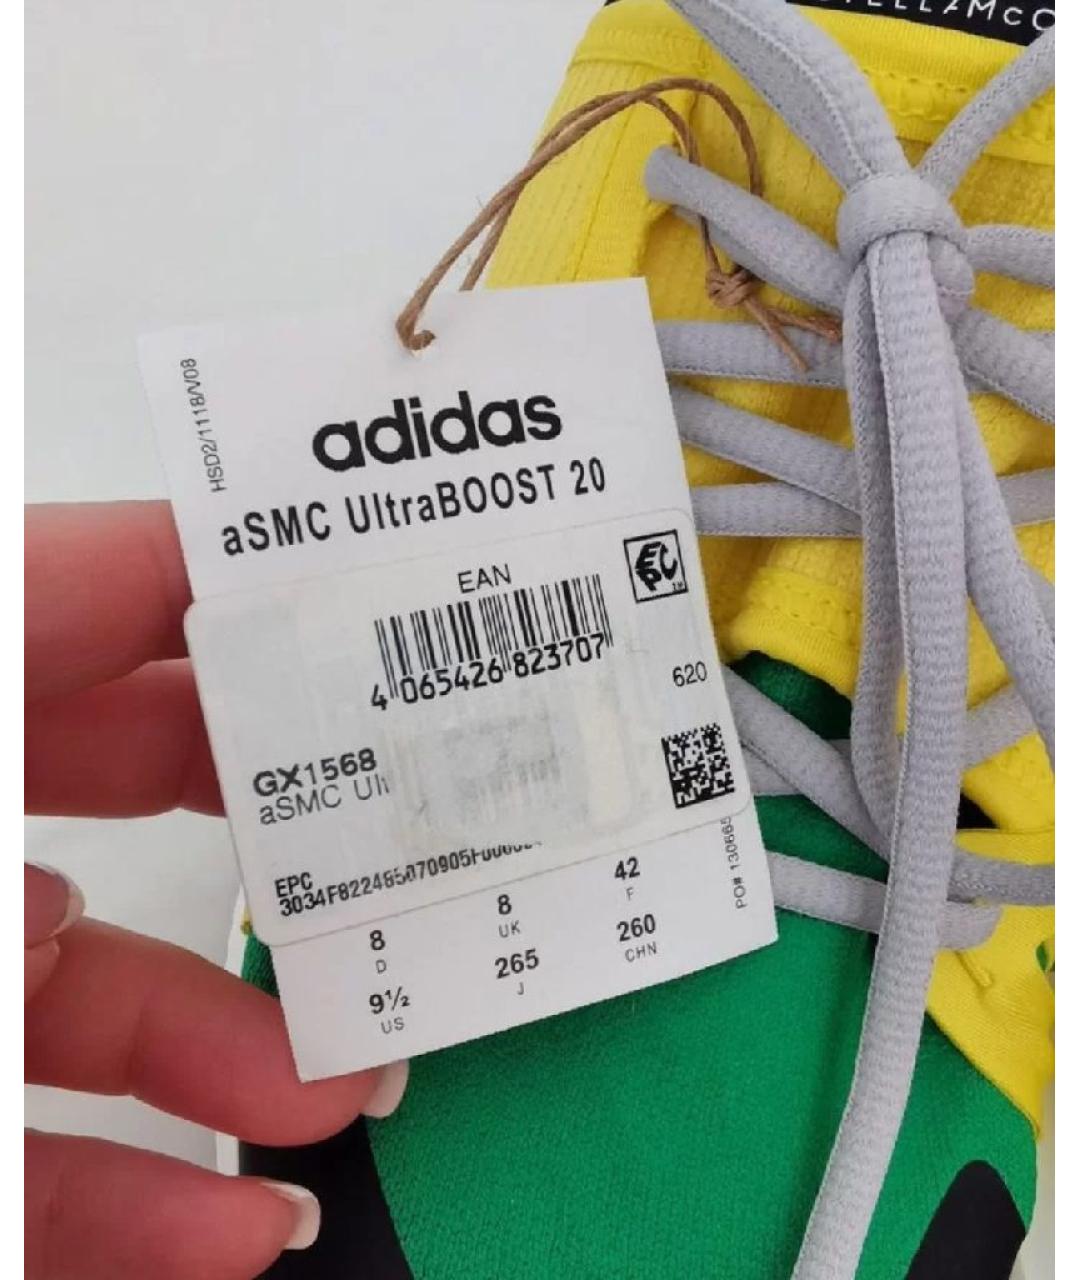 HSD2/1118/V08
adidas
aSMC UltraBOOST 20
EAN
4 065426 823707
620
GX1568
aSMC
EPC
8
D
8
UK
42
F
9½
US
265
J
260
CHN
PO#